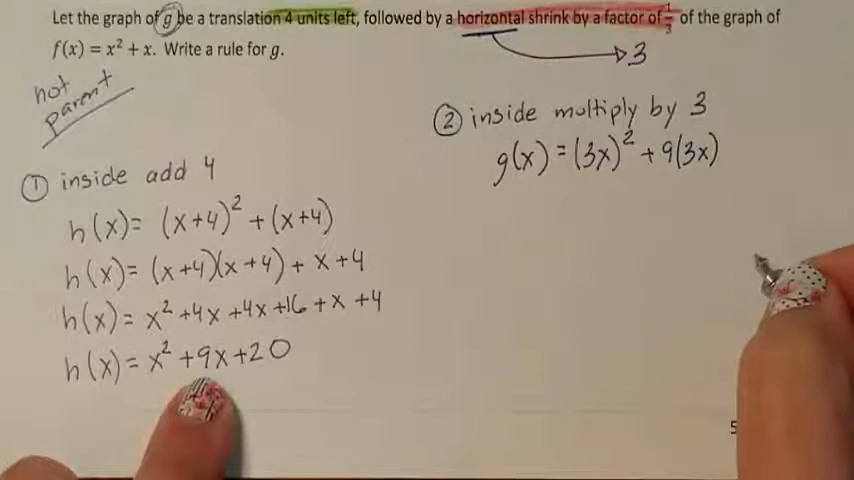 Let the graph of g be a translation 4 units left, followed by a horizontal shrink by a factor of 1/3 of the graph of
f(x) = x² + x. Write a rule for g.
3
not
parent
② inside multiply by 3
g(x) = (3x)² + 9(3x)
① inside add 4
h(x) = (x+4)² + (x+4)
h(x) = (x+4)(x+4) + x + 4
h(x) = x² + 4x + 4x + 16 + x + 4
h(x) = x² + 9x + 20
5